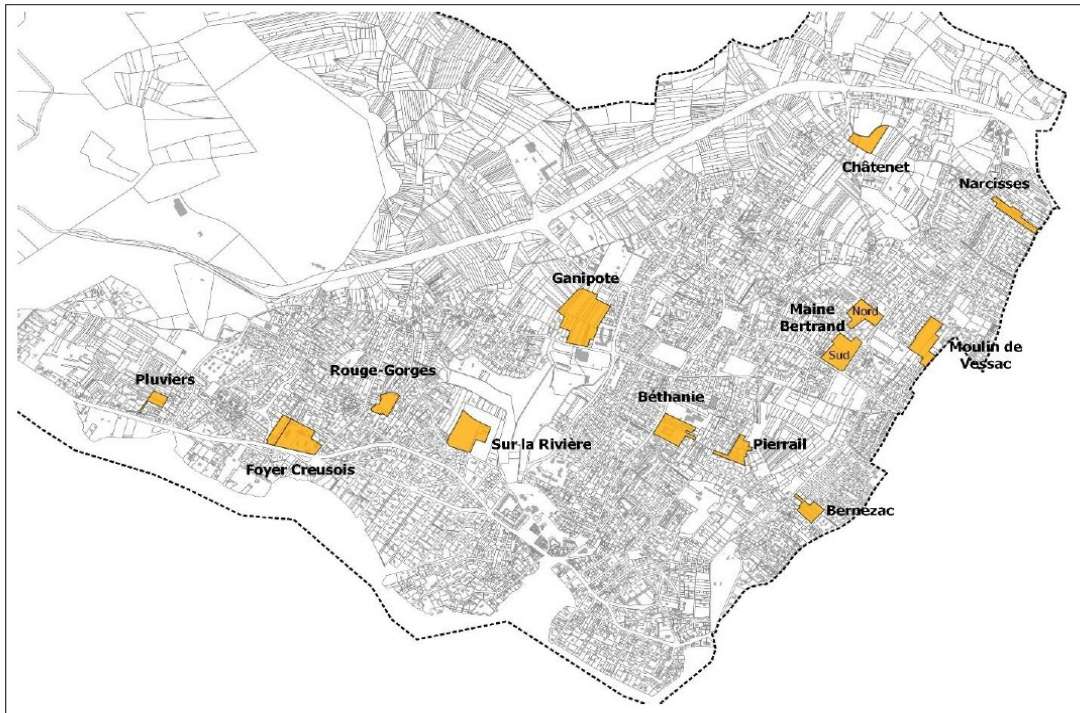 Châtenet
Narcisses
Ganipote
Maine
Bertrand
Nord
Sud
Moulin de
Vessac
Rouge-Gorges
Pluviers
Béthanie
Sur la Rivière
Pierrail
Foyer Creusois
Bernezac